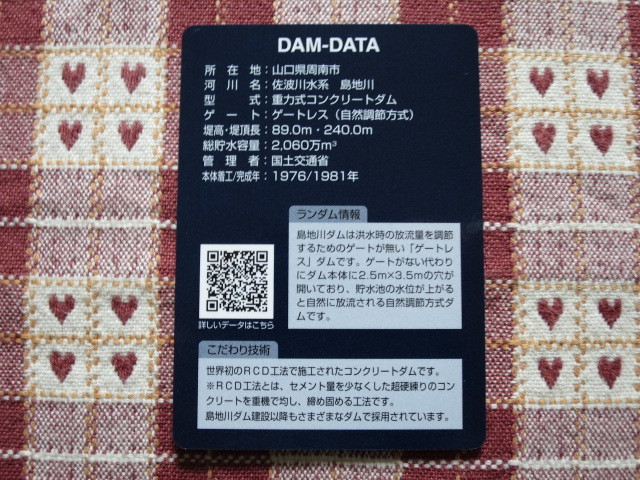 DAM-DATA
所在地:山口県周南市
河川名:佐波川水系 島地川
型式:重力式コンクリートダム
ゲート:ゲートレス(自然調節方式)
堤高・堤頂長:89.0m・240.0m
総貯水容量:2,060万m³
管理者:国土交通省
本体着工/完成年:1976/1981年
ランダム情報
島地川ダムは洪水時の放流量を調節
するためのゲートが無い「ゲートレ
ス」ダムです。ゲートがない代わり
にダム本体に2.5m×3.5mの穴が
開いており、貯水池の水位が上がる
と自然に放流される自然調節方式ダ
ムです。
詳しいデータはこちら
こだわり技術
世界初のRCD工法で施工されたコンクリートダムです。
※RCD工法とは、セメント量を少なくした超硬練りのコン
クリートを重機で均し、締め固める工法です。
島地川ダム建設以降もさまざまなダムで採用されています。